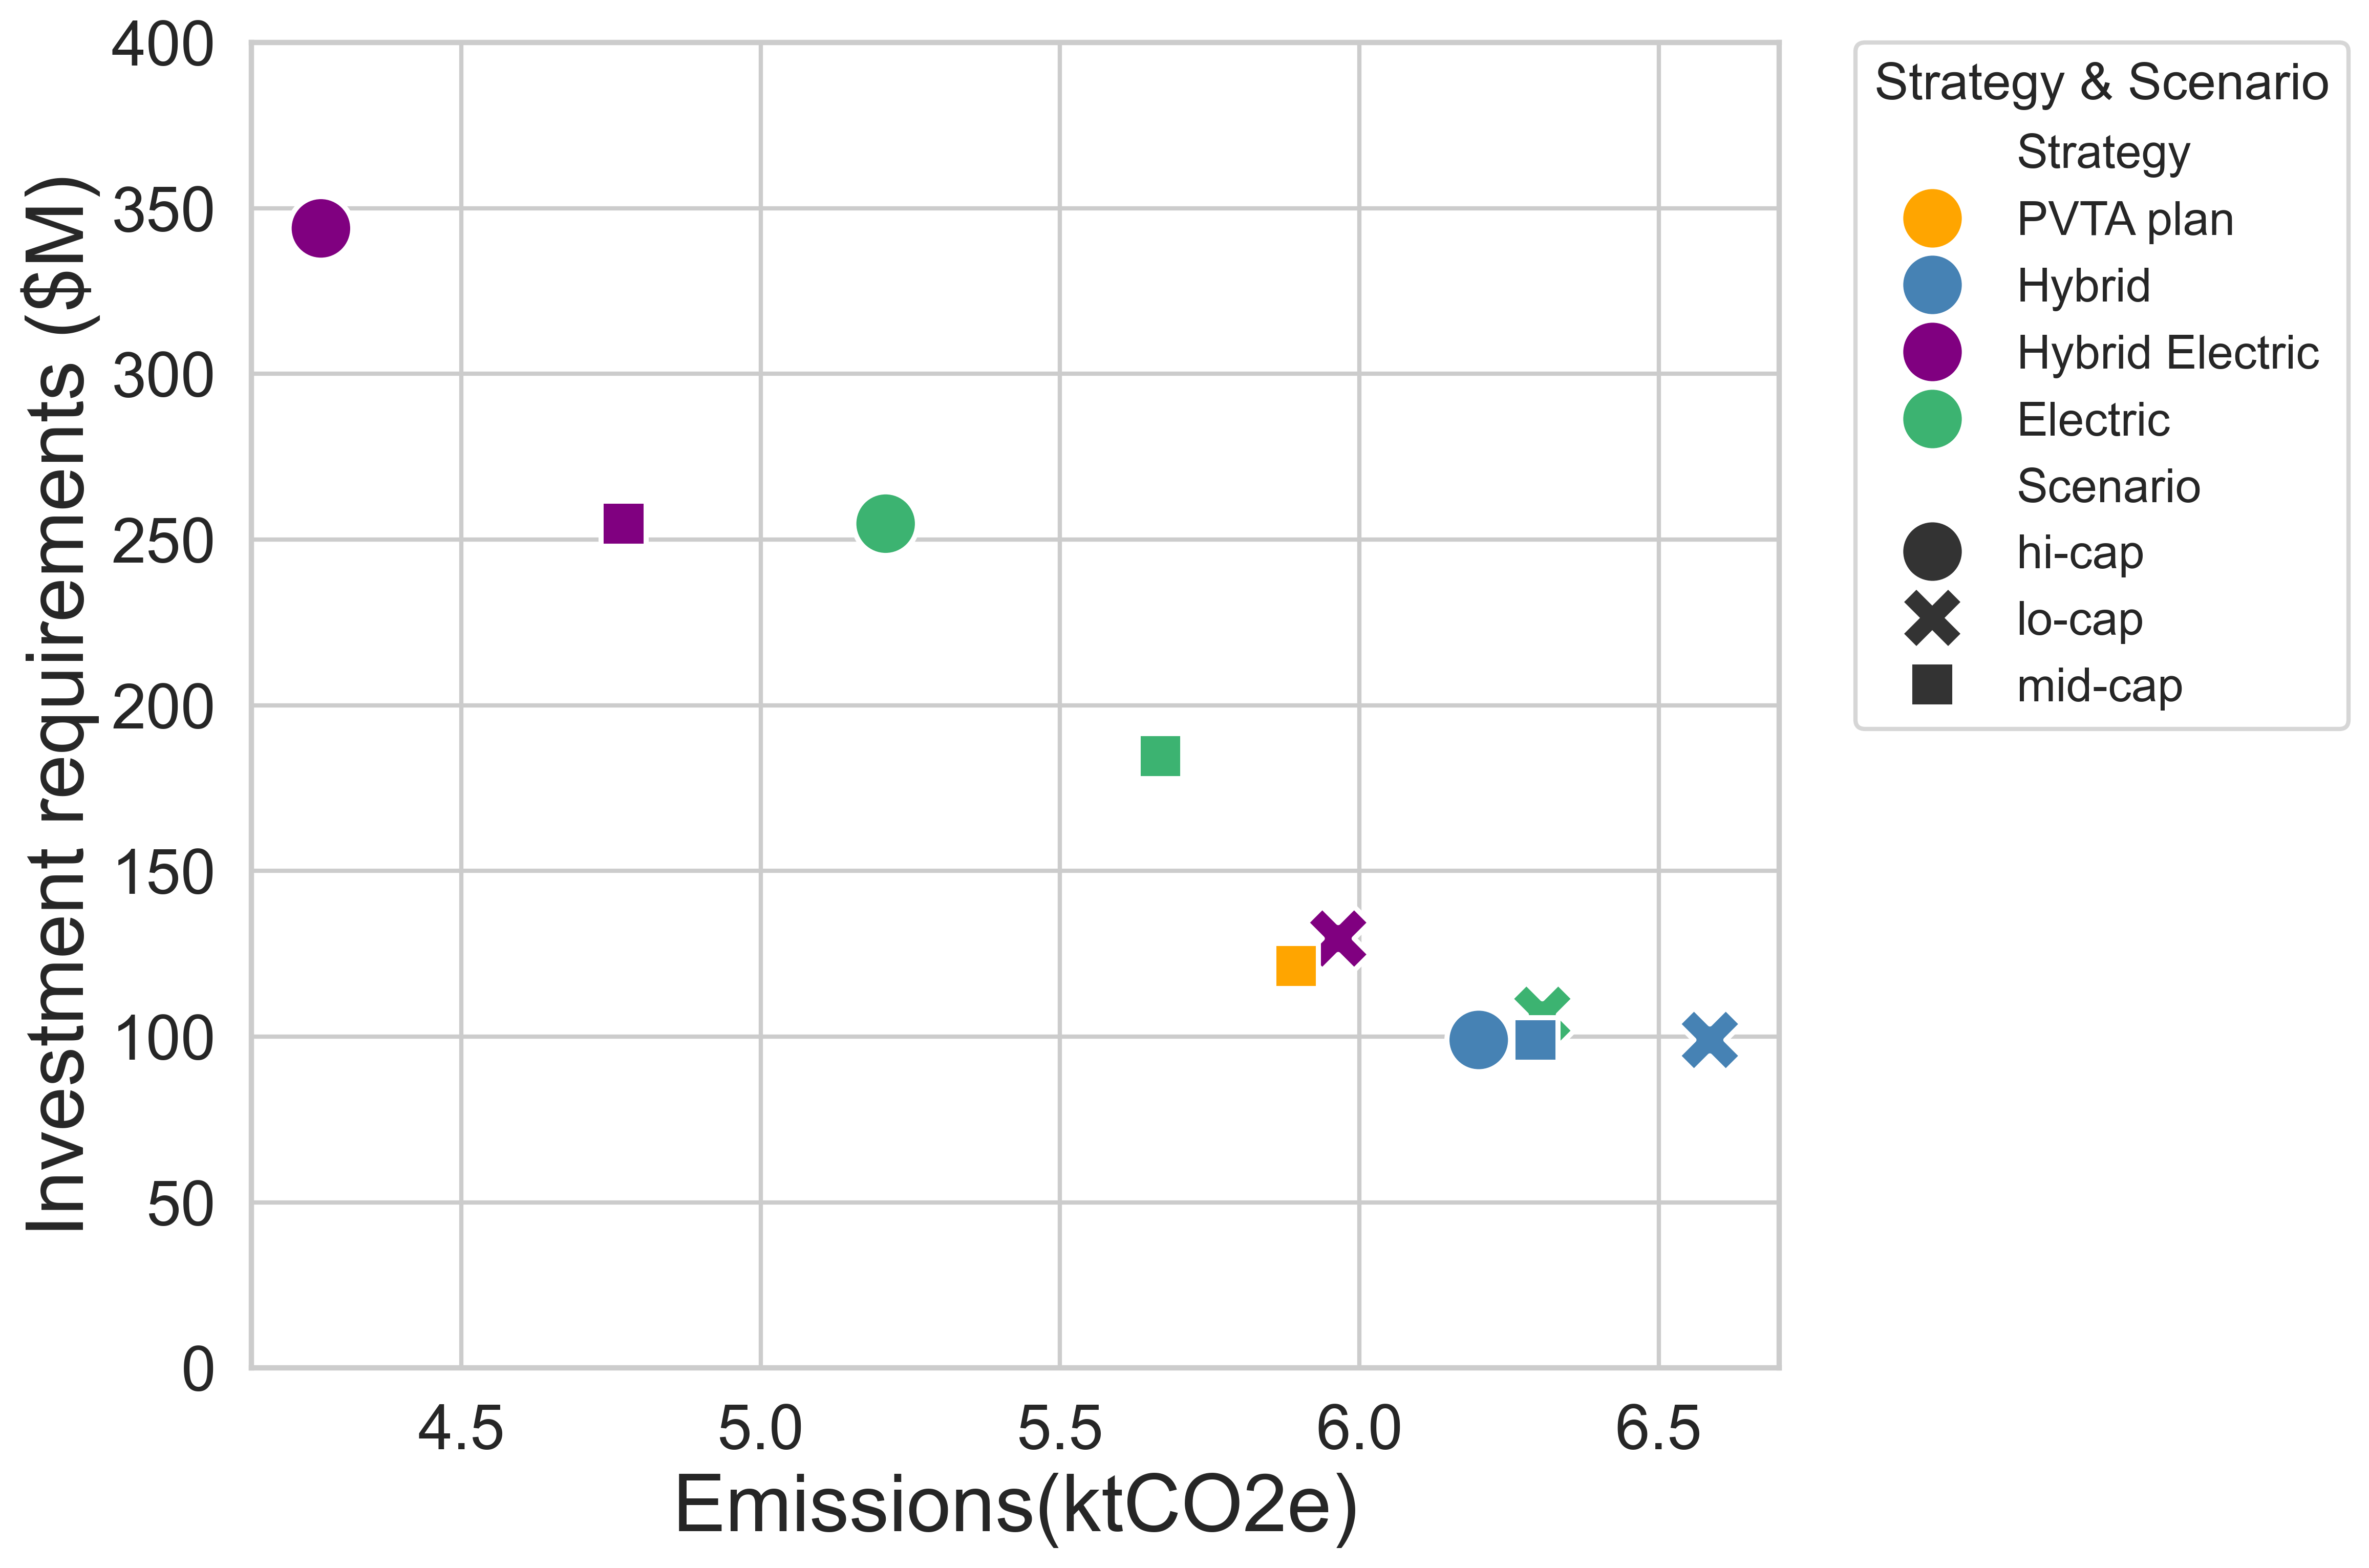 400
350
300
250
200
150
100
50
0
Investment requirements ($M)
4.5 5.0 5.5 6.0 6.5
Emissions(ktCO2e)
Strategy & Scenario
Strategy
PVTA plan
Hybrid
Hybrid Electric
Electric
Scenario
hi-cap
lo-cap
mid-cap